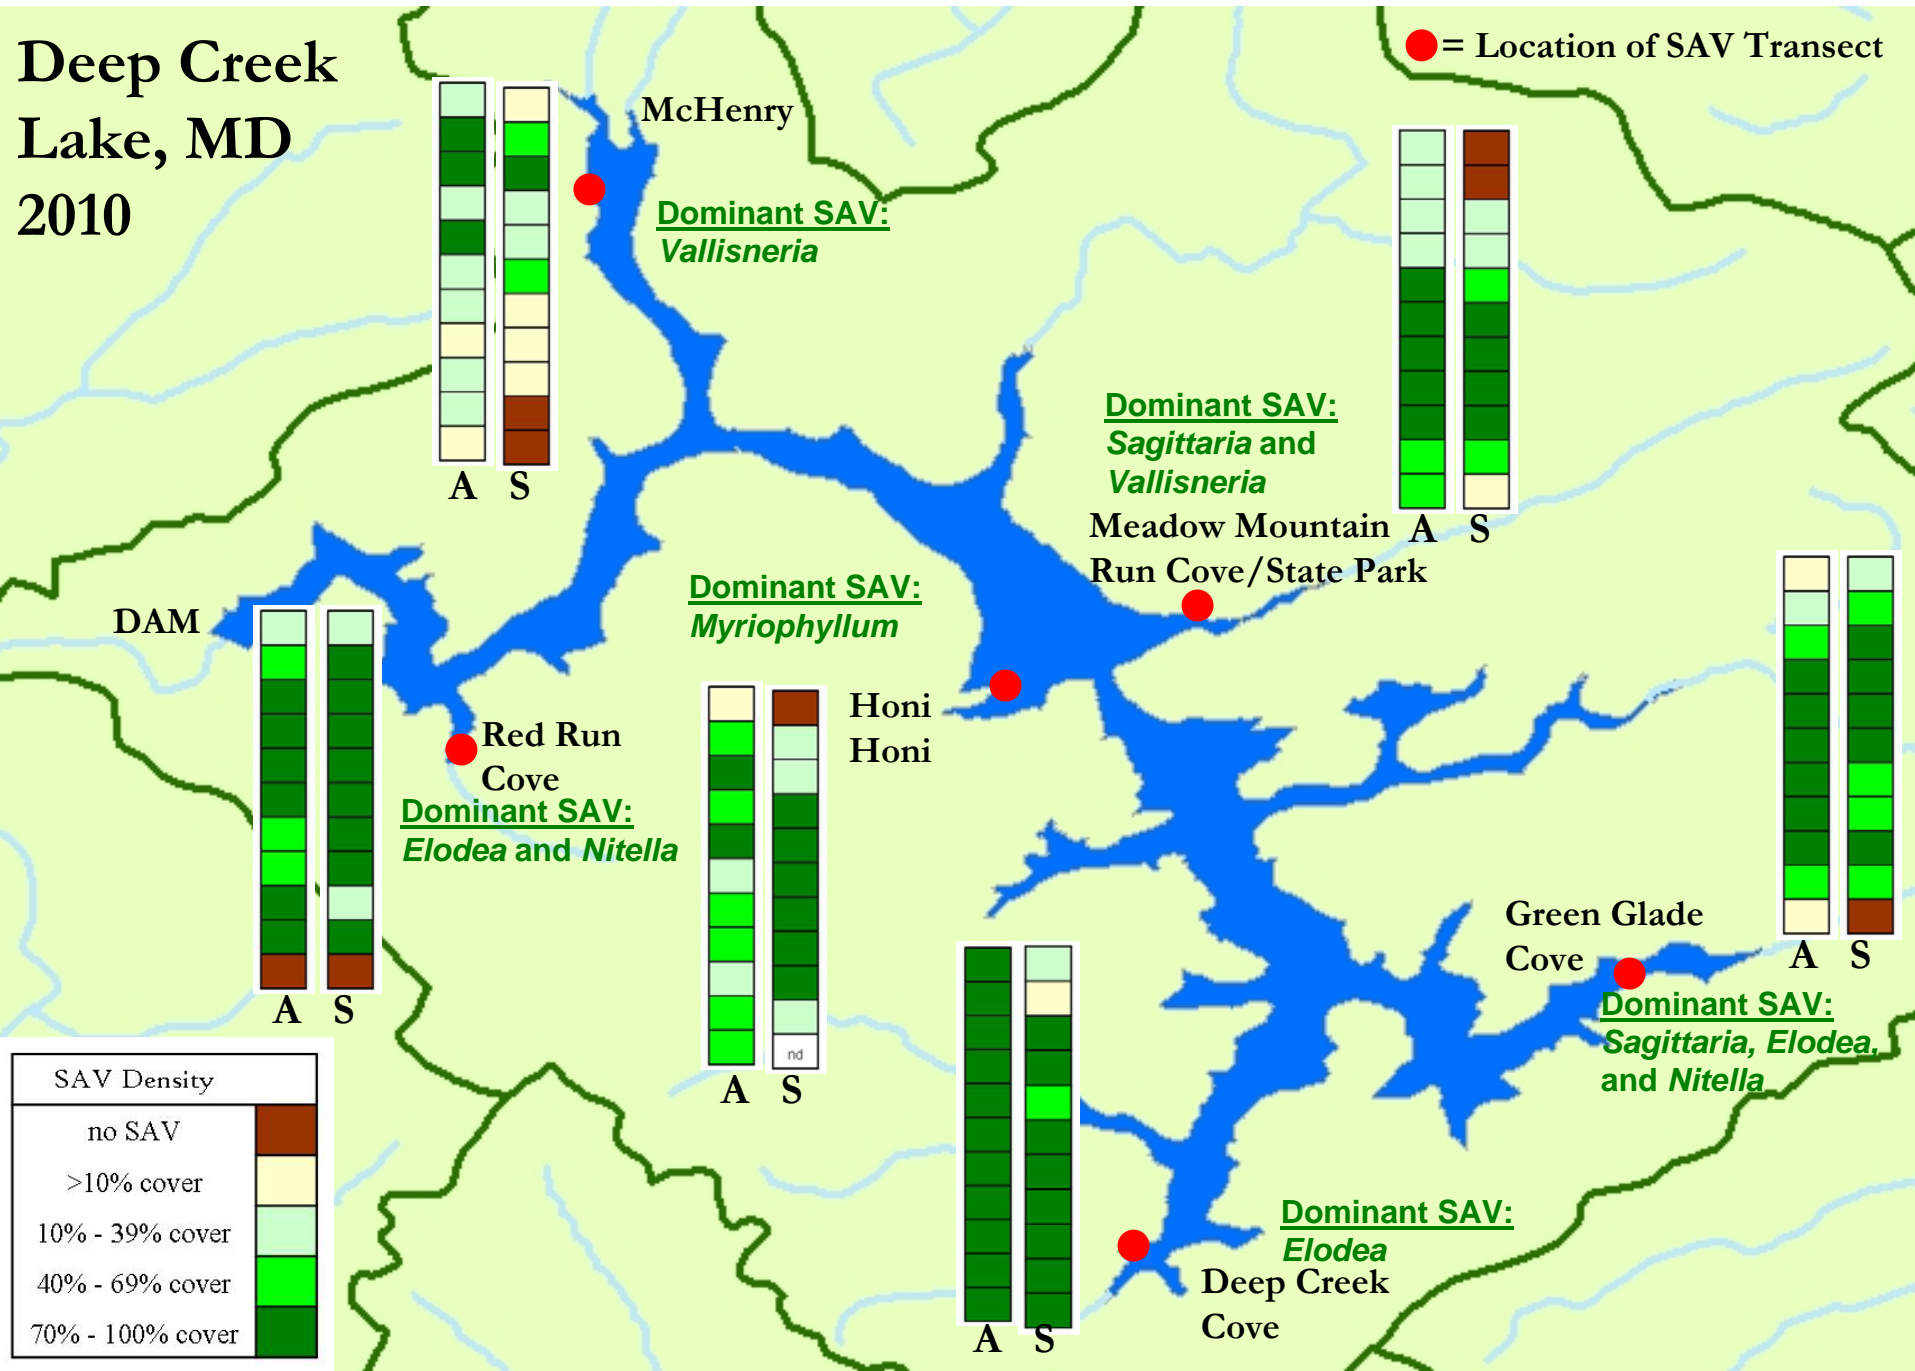 Deep Creek
Lake, MD
2010
= Location of SAV Transect
McHenry
Dominant SAV:
Vallisneria
A S
Dominant SAV:
Sagittaria and
Vallisneria
Meadow Mountain
Run Cove/State Park
A S
DAM
Red Run
Cove
Dominant SAV:
Elodea and Nitella
A S
Dominant SAV:
Myriophyllum
Honi
Honi
nd
A S
Green Glade
Cove
Dominant SAV:
Sagittaria, Elodea,
and Nitella
A S
Dominant SAV:
Elodea
Deep Creek
Cove
A S
SAV Density
no SAV
>10% cover
10% - 39% cover
40% - 69% cover
70% - 100% cover